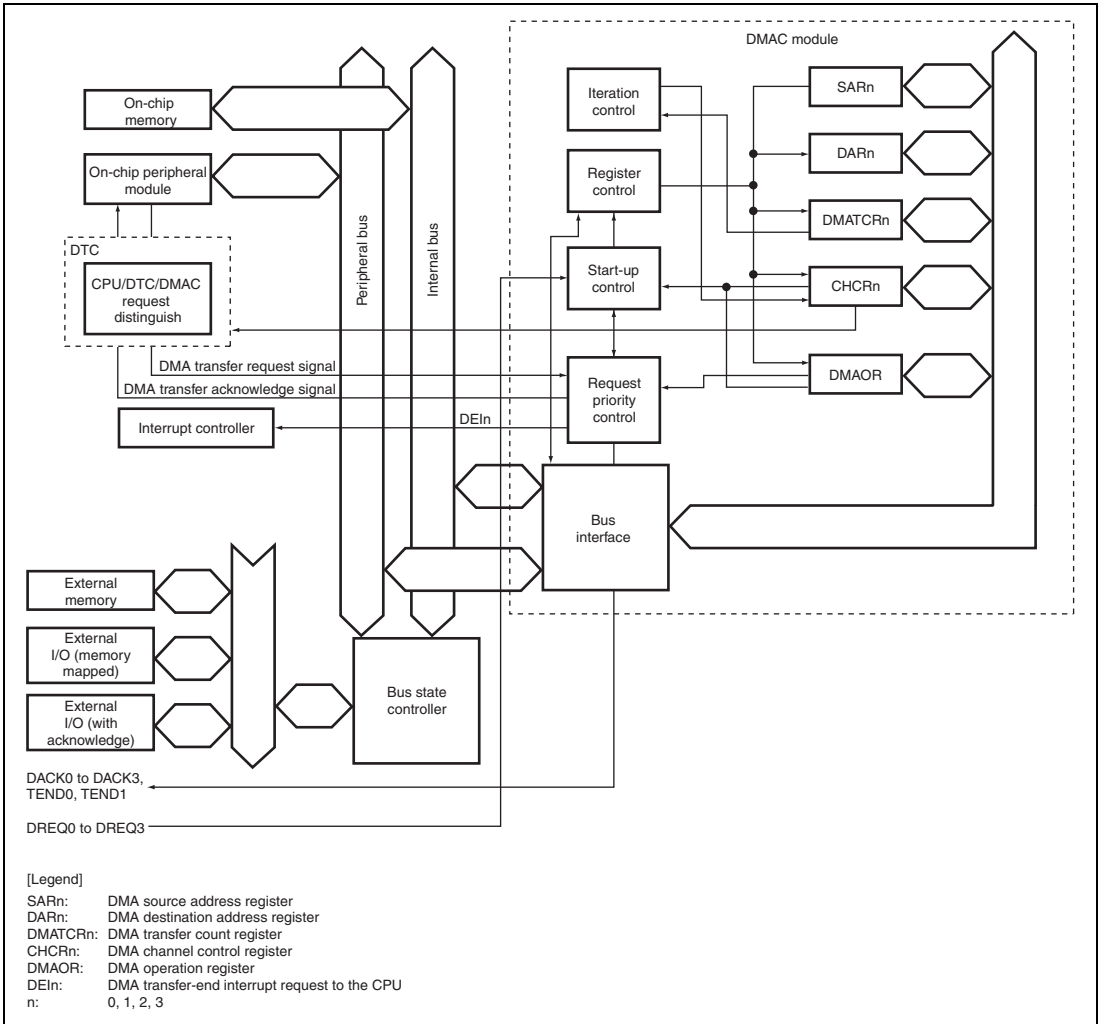 DMAC module
On-chip
memory
On-chip peripheral
module
DTC
CPU/DTC/DMAC
request
distinguish
Peripheral bus
Internal bus
Iteration
control
Register
control
Start-up
control
Request
priority
control
SARn
DARn
DMATCRn
CHCRn
DMAOR
DMA transfer request signal
DMA transfer acknowledge signal
DEIn
Interrupt controller
Bus
interface
External
memory
External
I/O (memory
mapped)
External
I/O (with
acknowledge)
Bus state
controller
DACK0 to DACK3,
TEND0, TEND1
DREQ0 to DREQ3
[Legend]
SARn: DMA source address register
DARn: DMA destination address register
DMATCRn: DMA transfer count register
CHCRn: DMA channel control register
DMAOR: DMA operation register
DEIn: DMA transfer-end interrupt request to the CPU
n: 0, 1, 2, 3